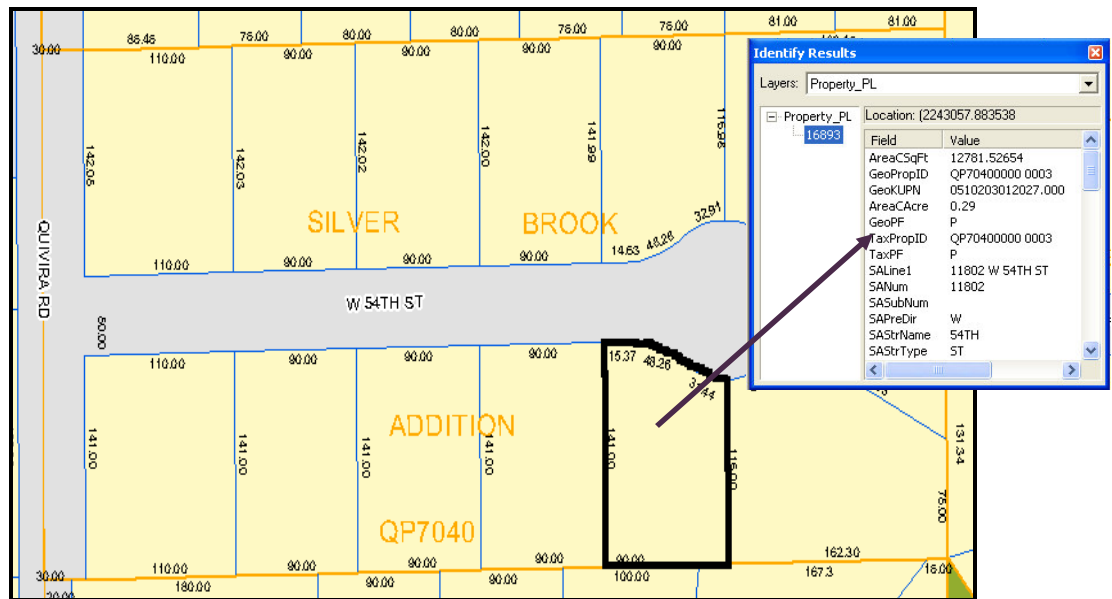 86.46 76.00 80.00 80.00 76.00 76.00 81.00 81.00
30.00 110.00 90.00 90.00 90.00 90.00
142.05
142.03
142.02
142.00
141.99
116.98
SILVER BROOK
32.91
48.26
14.63
110.00 90.00 90.00 90.00
QUIVIRA RD
W 54TH ST
50.00
110.00 90.00 90.00 90.00
15.37 48.26
ADDITION
141.00
141.00
141.00
141.00
141.00
115.00
131.34
75.00
QP7040
30.00 110.00 90.00 90.00 90.00 90.00 162.30
180.00 90.00 90.00 100.00 167.3 16.00
Identify Results
Layers: Property_PL
Property_PL
16893
Location: (2243057.883538
Field Value
AreaCSqFt 12781.52654
GeoPropID QP70400000 0003
GeoKUPN 0510203012027.000
AreaCAcre 0.29
GeoPF P
TaxPropID QP70400000 0003
TaxPF P
SALine1 11802 W 54TH ST
SANum 11802
SASubNum
SAPreDir W
SAStrName 54TH
SAStrType ST